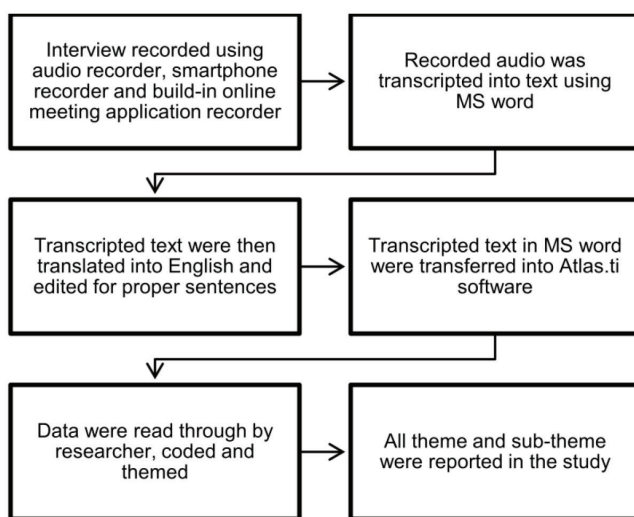 Interview recorded using
audio recorder, smartphone
recorder and build-in online
meeting application recorder
Recorded audio was
transcripted into text using
MS word
Transcripted text were then
translated into English and
edited for proper sentences
Transcripted text in MS word
were transferred into Atlas.ti
software
Data were read through by
researcher, coded and
themed
All theme and sub-theme
were reported in the study